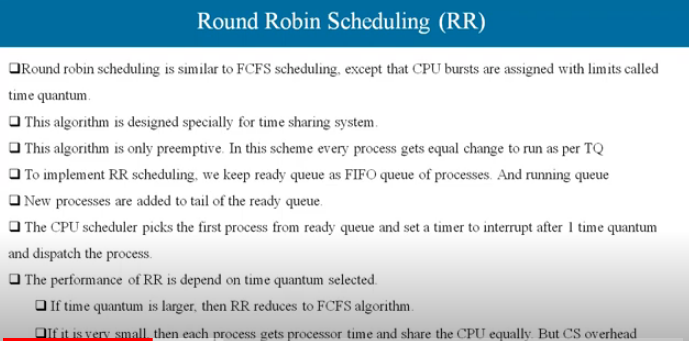 Round Robin Scheduling (RR)
❑Round robin scheduling is similar to FCFS scheduling, except that CPU bursts are assigned with limits called
time quantum.
❑ This algorithm is designed specially for time sharing system.
❑ This algorithm is only preemptive. In this scheme every process gets equal change to run as per TQ
❑ To implement RR scheduling, we keep ready queue as FIFO queue of processes. And running queue
❑ New processes are added to tail of the ready queue.
❑ The CPU scheduler picks the first process from ready queue and set a timer to interrupt after 1 time quantum
and dispatch the process.
❑ The performance of RR is depend on time quantum selected.
❑ If time quantum is larger, then RR reduces to FCFS algorithm.
❑If it is very small, then each process gets processor time and share the CPU equally. But CS overhead